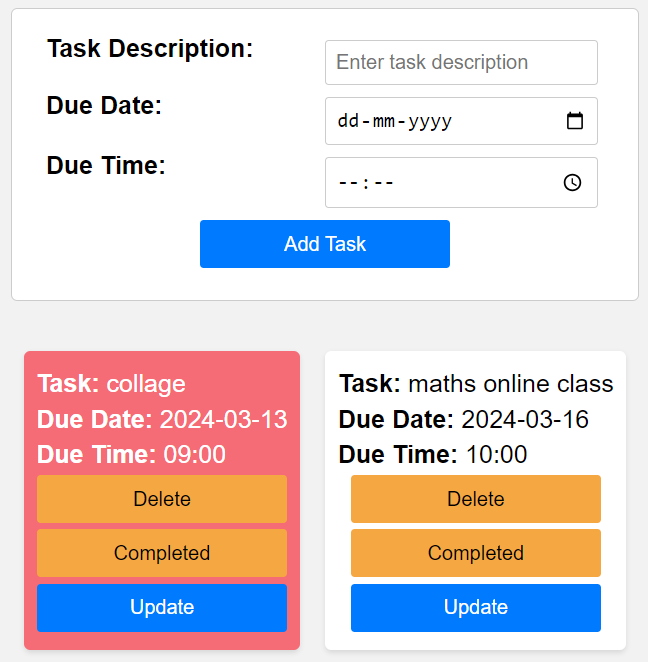 Task Description:
Enter task description
Due Date:
dd-mm-yyyy
Due Time:
--:--
Add Task
Task: collage
Due Date: 2024-03-13
Due Time: 09:00
Delete
Completed
Update
Task: maths online class
Due Date: 2024-03-16
Due Time: 10:00
Delete
Completed
Update